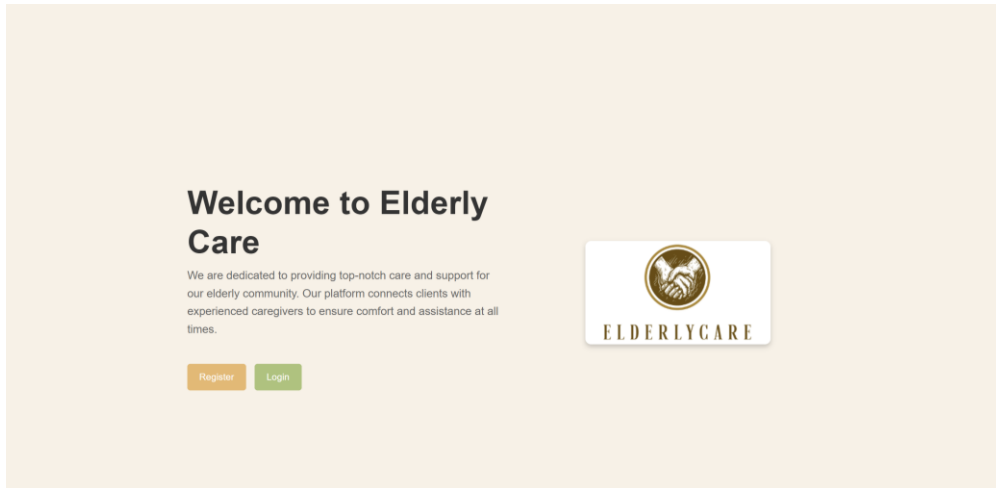 Welcome to Elderly
Care
We are dedicated to providing top-notch care and support for
our elderly community. Our platform connects clients with
experienced caregivers to ensure comfort and assistance at all
times.
Register
Login
ELDERLYCARE